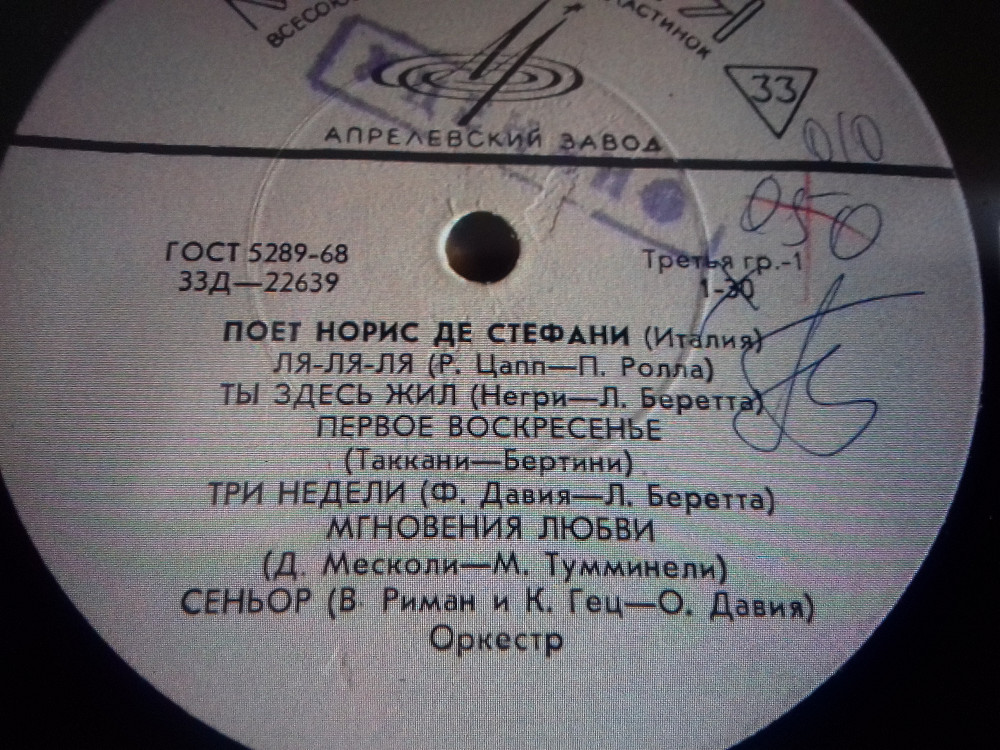 33
АПРЕЛЕВСКИЙ ЗАВОД
010
050
ГОСТ 5289-68
Третья гр.-1
33Д—22639
1-30
ПОЕТ НОРИС ДЕ СТЕФАНИ (Италия)
ЛЯ-ЛЯ-ЛЯ (Р. Цапп—П. Ролла)
ТЫ ЗДЕСЬ ЖИЛ (Негри—Л. Беретта)
ПЕРВОЕ ВОСКРЕСЕНЬЕ
(Таккани—Бертини)
ТРИ НЕДЕЛИ (Ф. Давия—Л. Беретта)
МГНОВЕНИЯ ЛЮБВИ
(Д. Месколи—М. Тумминели)
СЕНЬОР (В. Риман и К. Гец—О. Давия)
Оркестр